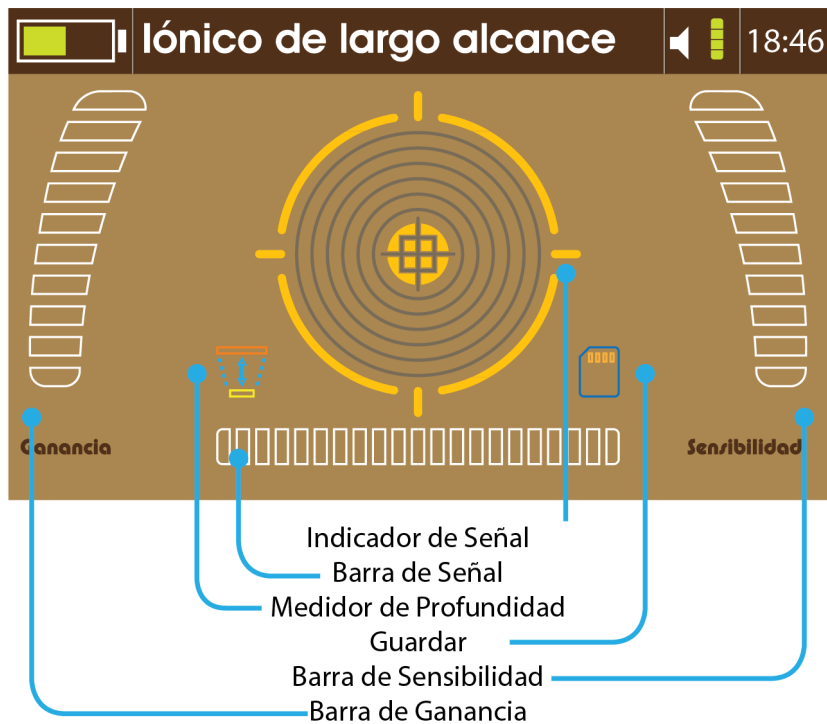 Iónico de largo alcance
18:46
Ganancia
Sensibilidad
Indicador de Señal
Barra de Señal
Medidor de Profundidad
Guardar
Barra de Sensibilidad
Barra de Ganancia